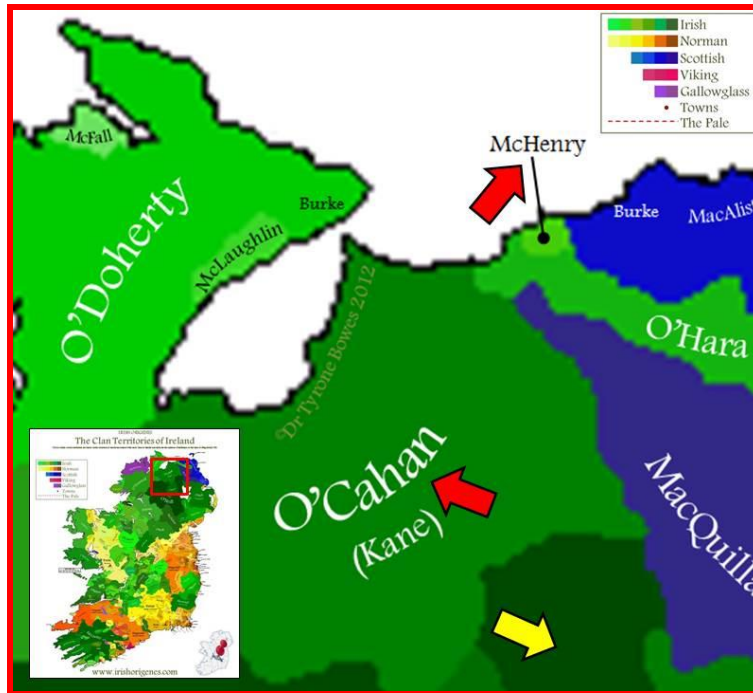 Irish
Norman
Scottish
Viking
Gallowglass
Towns
The Pale
McHenry
McFall
Burke
Burke
MacAlist
O'Doherty
McLaughlin
O'Hara
©Dr Tyrone Bowes 2012
O'Cahan
(Kane)
MacQuilla
The Clan Territories of Ireland
www.irishorigenes.com